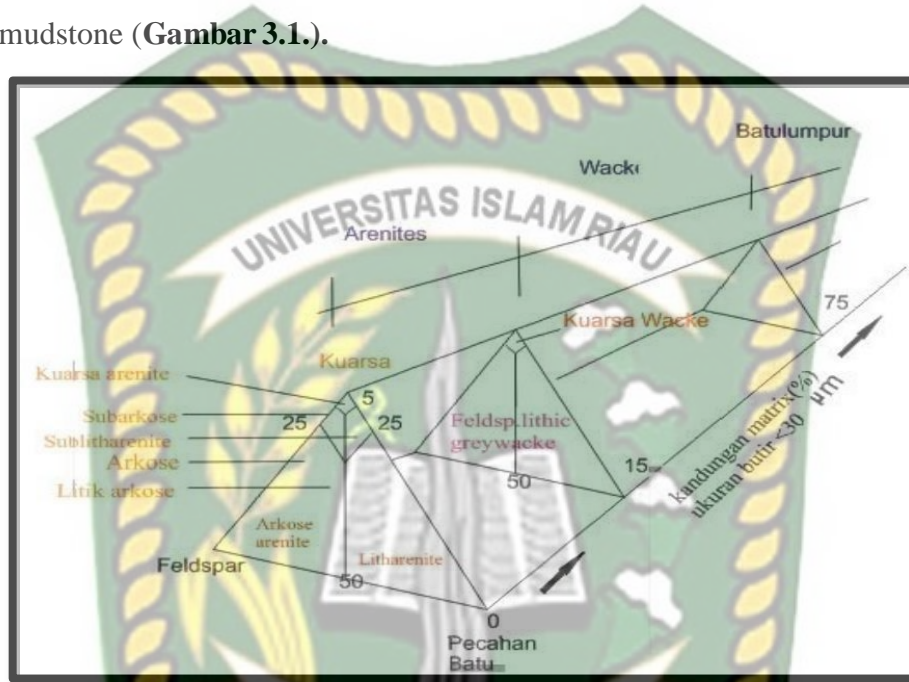 mudstone (Gambar 3.1.).
Batulumpur
UNIVERSITAS ISLAM RIAU
Arenites
Kuarsa Wacke
75
Kuarsa
Kuarsa arenite
5
Subarkose
25
25
Sublitharenite
Feldsp.lithic
greywacke
Arkose
Litik arkose
50
15
kandungan matrix(%)
ukuran butir <30 µm
Arkose
arenite
Litharenite
Feldspar
50
0
Pecahan
Batu